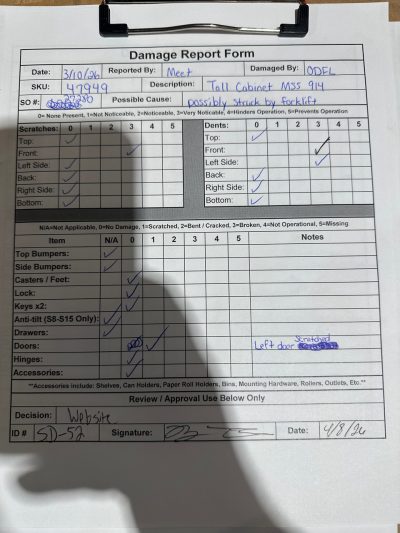 Damage Report Form
Date: 3/10/26 Reported By: Meet Damaged By: ODFL
SKU: 47949 Description: Tall Cabinet MSS 914
SO #: Possible Cause: possibly struck by forklift
0= None Present, 1=Not Noticeable, 2=Noticeable, 3=Very Noticeable, 4=Hinders Operation, 5=Prevents Operation
Scratches: 0 1 2 3 4 5 Dents: 0 1 2 3 4 5
Top: ✓ Top: ✓
Front: ✓ Front: ✓
Left Side: ✓ Left Side: ✓
Back: ✓ Back: ✓
Right Side: ✓ Right Side: ✓
Bottom: ✓ Bottom: ✓
N/A=Not Applicable, 0=No Damage, 1=Scratched, 2=Bent / Cracked, 3=Broken, 4=Not Operational, 5=Missing
Item N/A 0 1 2 3 4 5 Notes
Top Bumpers: ✓
Side Bumpers: ✓
Casters / Feet: ✓
Lock: ✓
Keys x2: ✓
Anti-tilt (S8-S15 Only): ✓
Drawers: ✓
Doors: ✓ Left door Scratched
Hinges: ✓
Accessories: ✓
**Accessories Include: Shelves, Can Holders, Paper Roll Holders, Bins, Mounting Hardware, Rollers, Outlets, Etc.**
Review / Approval Use Below Only
Decision: Website
ID # SD-52 Signature: Date: 4/8/26